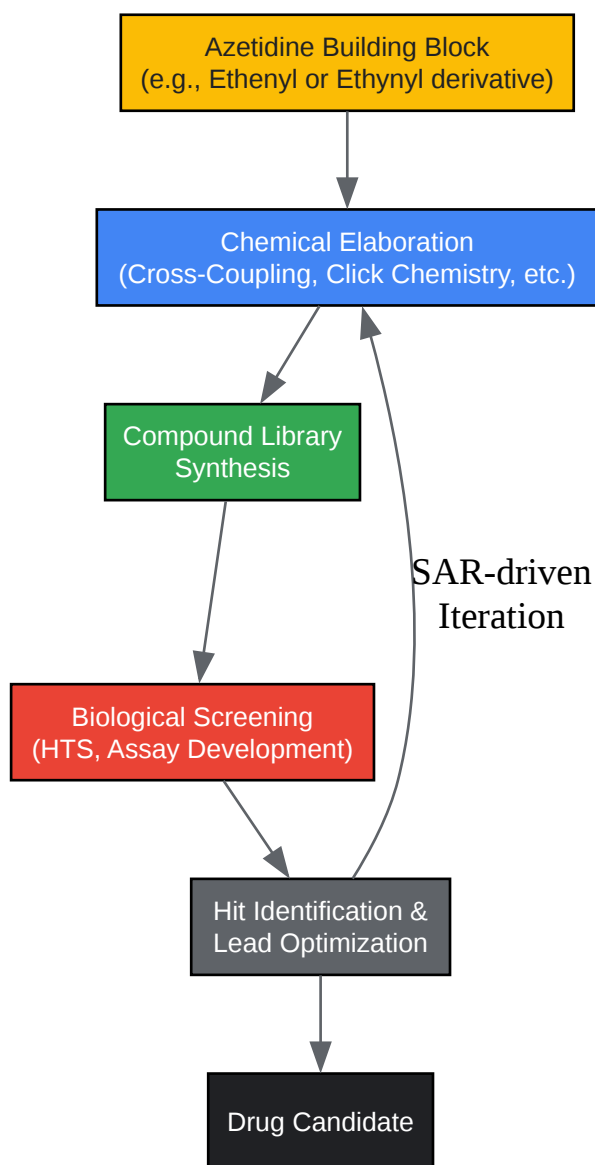 Azetidine Building Block
(e.g., Ethenyl or Ethynyl derivative)
Chemical Elaboration
(Cross-Coupling, Click Chemistry, etc.)
Compound Library
Synthesis
SAR-driven
Iteration
Biological Screening
(HTS, Assay Development)
Hit Identification &
Lead Optimization
Drug Candidate